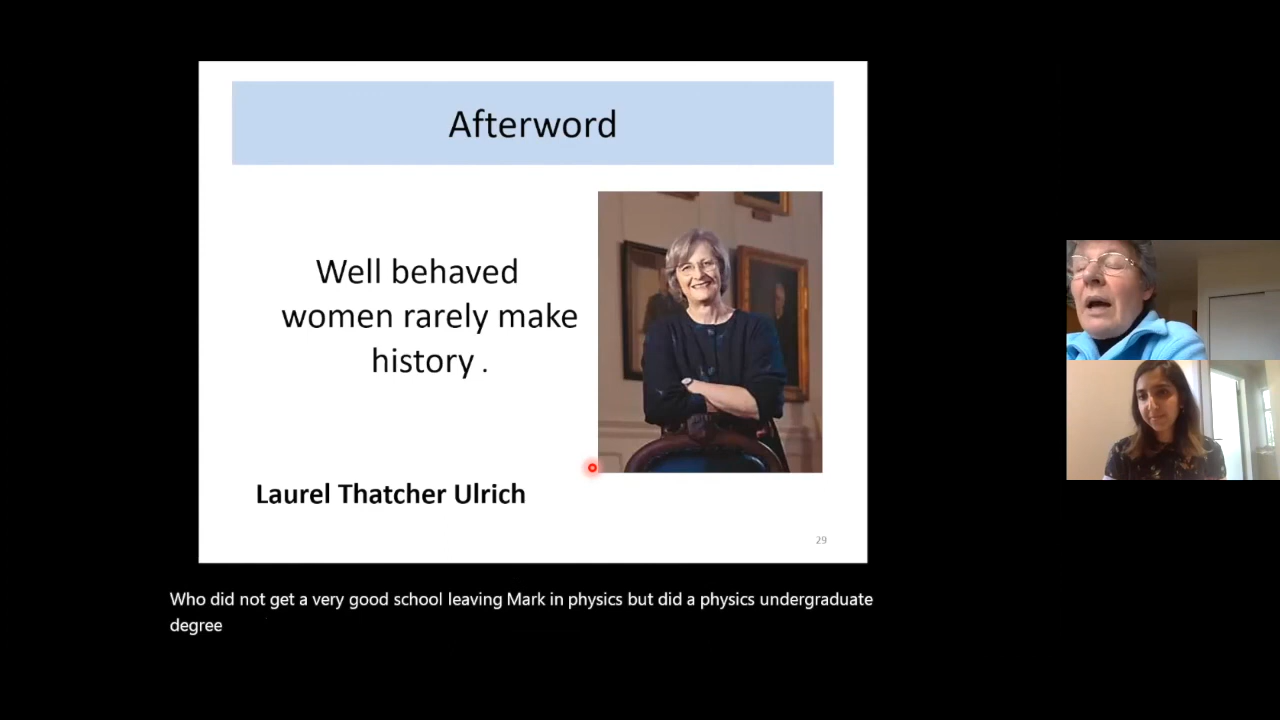 Afterword
Well behaved
women rarely make
history .
Laurel Thatcher Ulrich
29
Who did not get a very good school leaving Mark in physics but did a physics undergraduate
degree